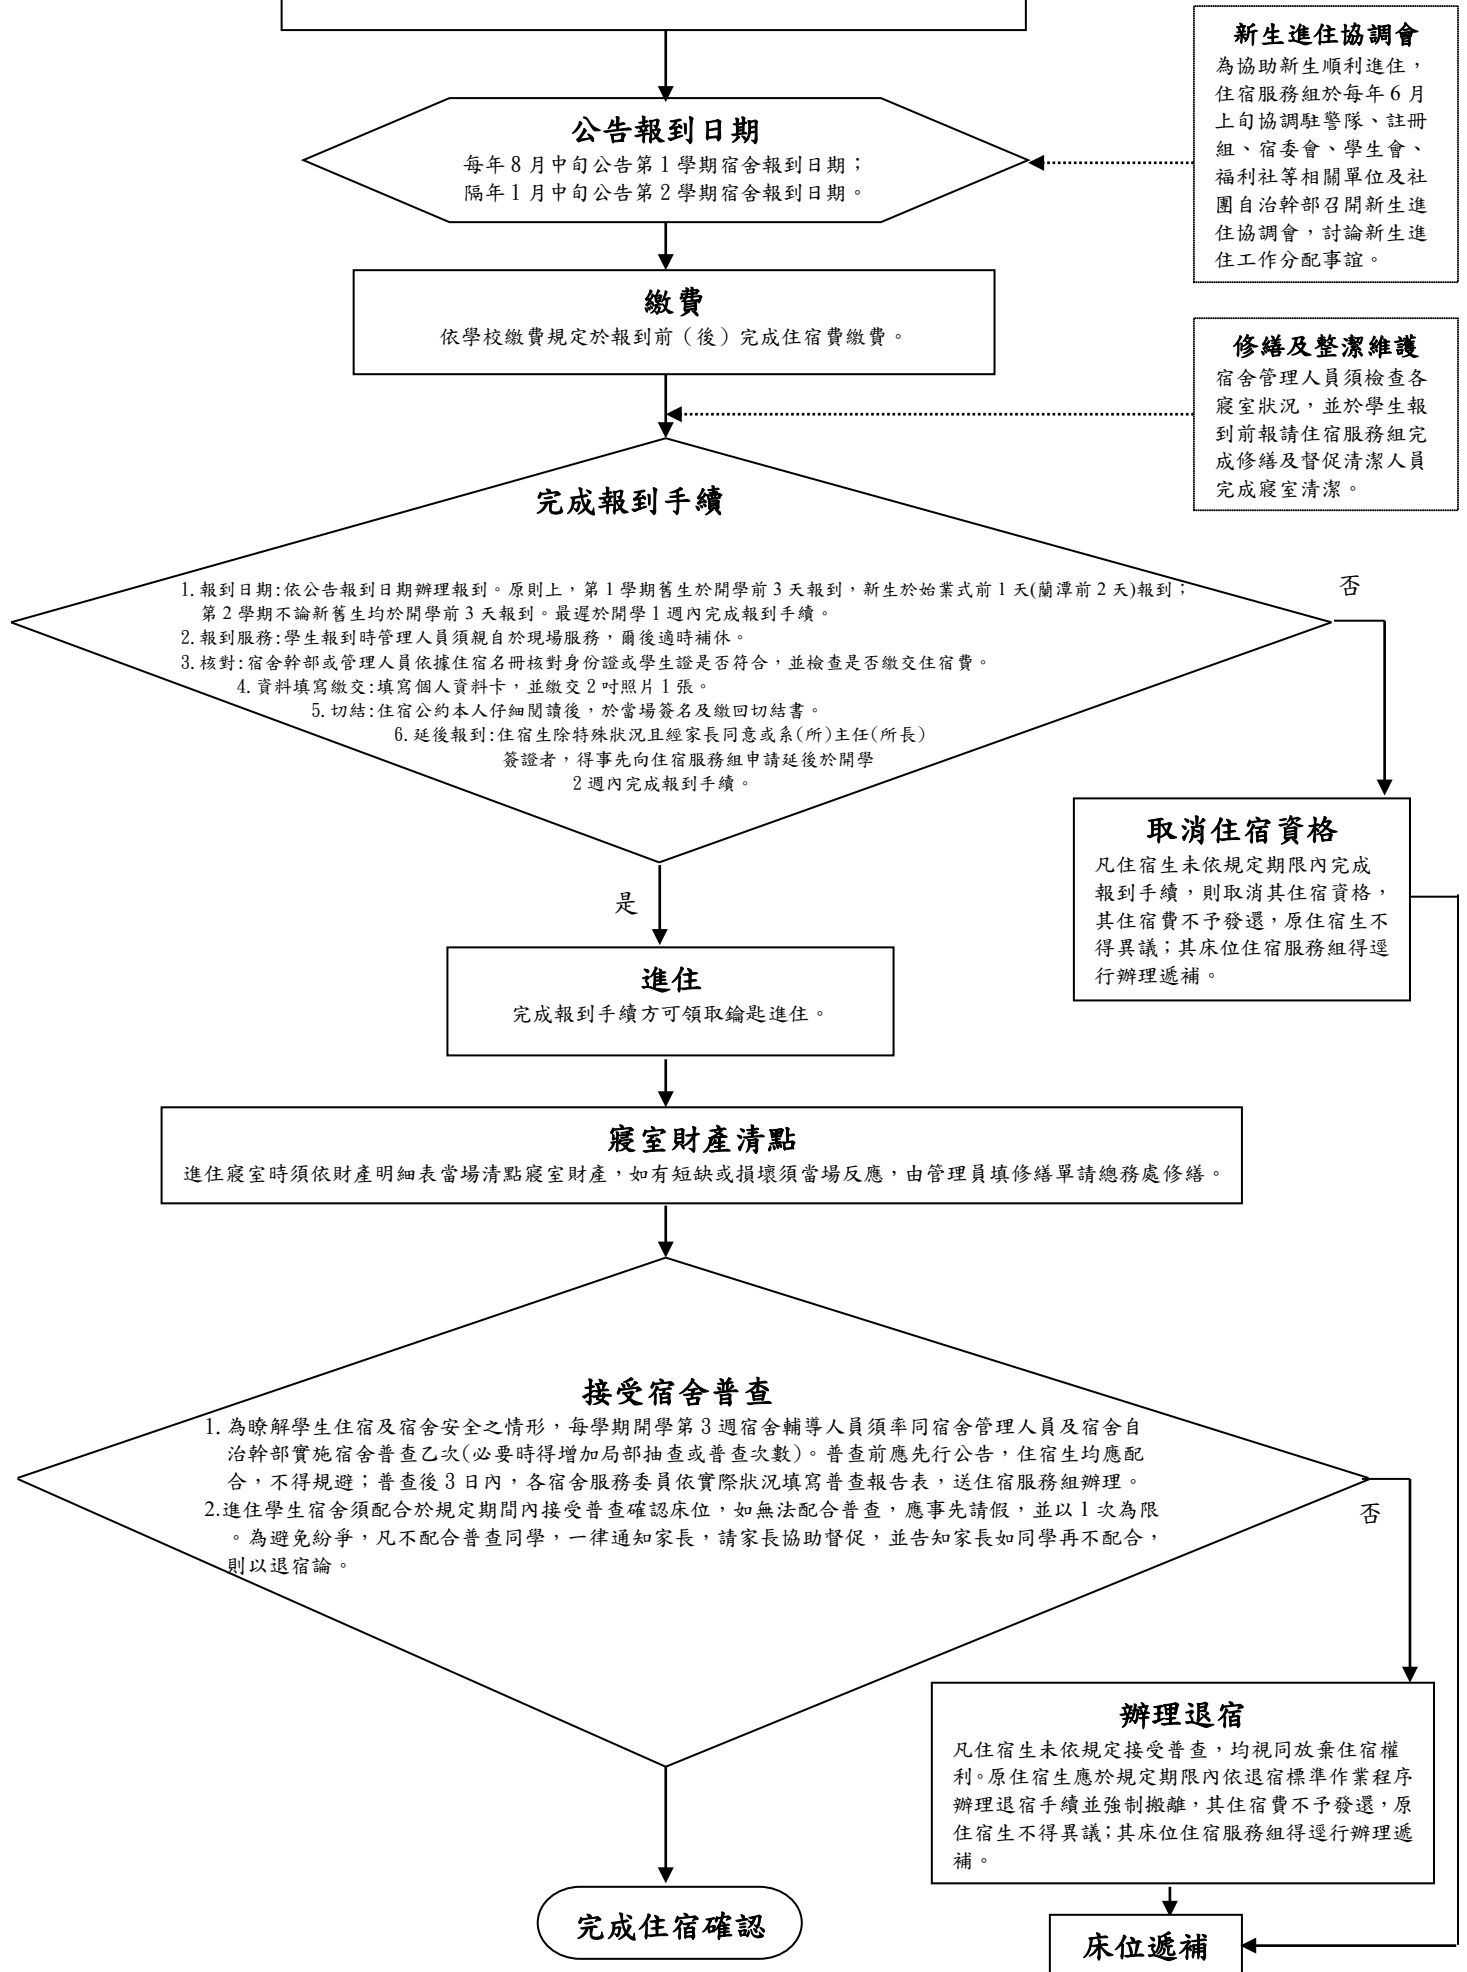 新生進住協調會
為協助新生順利進住，
住宿服務組於每年6月
上旬協調駐警隊、註冊
組、宿委會、學生會、
福利社等相關單位及社
團自治幹部召開新生進
住協調會，討論新生進
住工作分配事誼。
公告報到日期
每年8月中旬公告第1學期宿舍報到日期；
隔年1月中旬公告第2學期宿舍報到日期。
繳費
依學校繳費規定於報到前（後）完成住宿費繳費。
修繕及整潔維護
宿舍管理人員須檢查各
寢室狀況，並於學生報
到前報請住宿服務組完
成修繕及督促清潔人員
完成寢室清潔。
完成報到手續
1.報到日期:依公告報到日期辦理報到。原則上，第1學期舊生於開學前3天報到，新生於始業式前1天(蘭潭前2天)報到；
第2學期不論新舊生均於開學前3天報到。最遲於開學1週內完成報到手續。
2.報到服務:學生報到時管理人員須親自於現場服務，爾後適時補休。
3.核對:宿舍幹部或管理人員依據住宿名冊核對身份證或學生證是否符合，並檢查是否繳交住宿費。
4.資料填寫繳交:填寫個人資料卡，並繳交2吋照片1張。
5.切結:住宿公約本人仔細閱讀後，於當場簽名及繳回切結書。
6.延後報到:住宿生除特殊狀況且經家長同意或系(所)主任(所長)
簽證者，得事先向住宿服務組申請延後於開學
2週內完成報到手續。
否
取消住宿資格
凡住宿生未依規定期限內完成
報到手續，則取消其住宿資格，
其住宿費不予發還，原住宿生不
得異議；其床位住宿服務組得逕
行辦理遞補。
是
進住
完成報到手續方可領取鑰匙進住。
寢室財產清點
進住寢室時須依財產明細表當場清點寢室財產，如有短缺或損壞須當場反應，由管理員填修繕單請總務處修繕。
接受宿舍普查
1.為瞭解學生住宿及宿舍安全之情形，每學期開學第3週宿舍輔導人員須率同宿舍管理人員及宿舍自
治幹部實施宿舍普查乙次(必要時得增加局部抽查或普查次數)。普查前應先行公告，住宿生均應配
合，不得規避；普查後3日內，各宿舍服務委員依實際狀況填寫普查報告表，送住宿服務組辦理。
2.進住學生宿舍須配合於規定期間內接受普查確認床位，如無法配合普查，應事先請假，並以1次為限
。為避免紛爭，凡不配合普查同學，一律通知家長，請家長協助督促，並告知家長如同學再不配合，
則以退宿論。
否
辦理退宿
凡住宿生未依規定接受普查，均視同放棄住宿權
利。原住宿生應於規定期限內依退宿標準作業程序
辦理退宿手續並強制搬離，其住宿費不予發還，原
住宿生不得異議；其床位住宿服務組得逕行辦理遞
補。
完成住宿確認
床位遞補